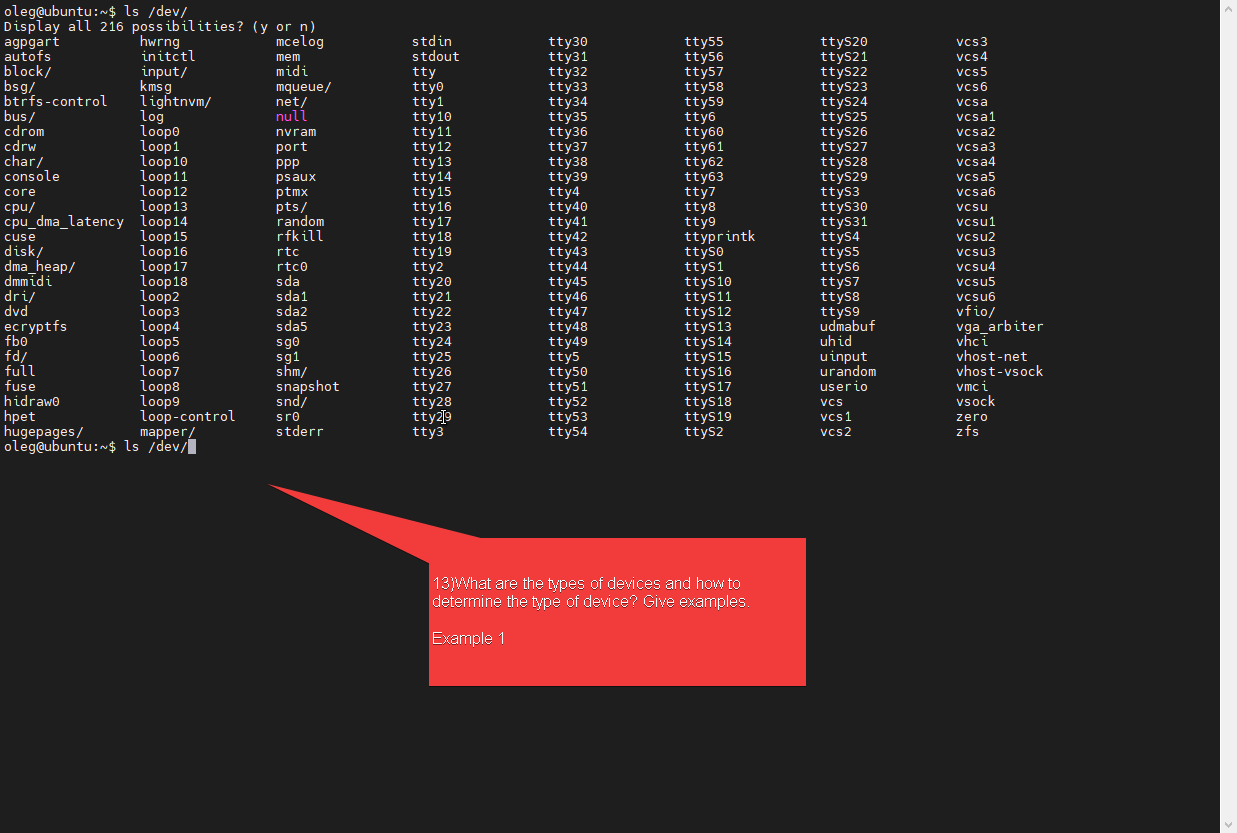 oleg@ubuntu:~$ ls /dev/
Display all 216 possibilities? (y or n)
agpgart hwrng mcelog stdin tty30 tty55 ttyS20 vcs3
autofs initctl mem stdout tty31 tty56 ttyS21 vcs4
block/ input/ midi tty tty32 tty57 ttyS22 vcs5
bsg/ kmsg mqueue/ tty0 tty33 tty58 ttyS23 vcs6
btrfs-control lightnvm/ net/ tty1 tty34 tty59 ttyS24 vcsa
bus/ log null tty10 tty35 tty6 ttyS25 vcsa1
cdrom loop0 nvram tty11 tty36 tty60 ttyS26 vcsa2
cdrw loop1 port tty12 tty37 tty61 ttyS27 vcsa3
char/ loop10 ppp tty13 tty38 tty62 ttyS28 vcsa4
console loop11 psaux tty14 tty39 tty63 ttyS29 vcsa5
core loop12 ptmx tty15 tty4 tty7 ttyS3 vcsa6
cpu/ loop13 pts/ tty16 tty40 tty8 ttyS30 vcsu
cpu_dma_latency loop14 random tty17 tty41 tty9 ttyS31 vcsu1
cuse loop15 rfkill tty18 tty42 ttyprintk ttyS4 vcsu2
disk/ loop16 rtc tty19 tty43 ttyS0 ttyS5 vcsu3
dma_heap/ loop17 rtc0 tty2 tty44 ttyS1 ttyS6 vcsu4
dmmidi loop18 sda tty20 tty45 ttyS10 ttyS7 vcsu5
dri/ loop2 sda1 tty21 tty46 ttyS11 ttyS8 vcsu6
dvd loop3 sda2 tty22 tty47 ttyS12 ttyS9 vfio/
ecryptfs loop4 sda5 tty23 tty48 ttyS13 udmabuf vga_arbiter
fb0 loop5 sg0 tty24 tty49 ttyS14 uhid vhci
fd/ loop6 sg1 tty25 tty5 ttyS15 uinput vhost-net
full loop7 shm/ tty26 tty50 ttyS16 urandom vhost-vsock
fuse loop8 snapshot tty27 tty51 ttyS17 userio vmci
hidraw0 loop9 snd/ tty28 tty52 ttyS18 vcs vsock
hpet loop-control sr0 tty29 tty53 ttyS19 vcs1 zero
hugepages/ mapper/ stderr tty3 tty54 ttyS2 vcs2 zfs
oleg@ubuntu:~$ ls /dev/
13)What are the types of devices and how to
determine the type of device? Give examples.
Example 1